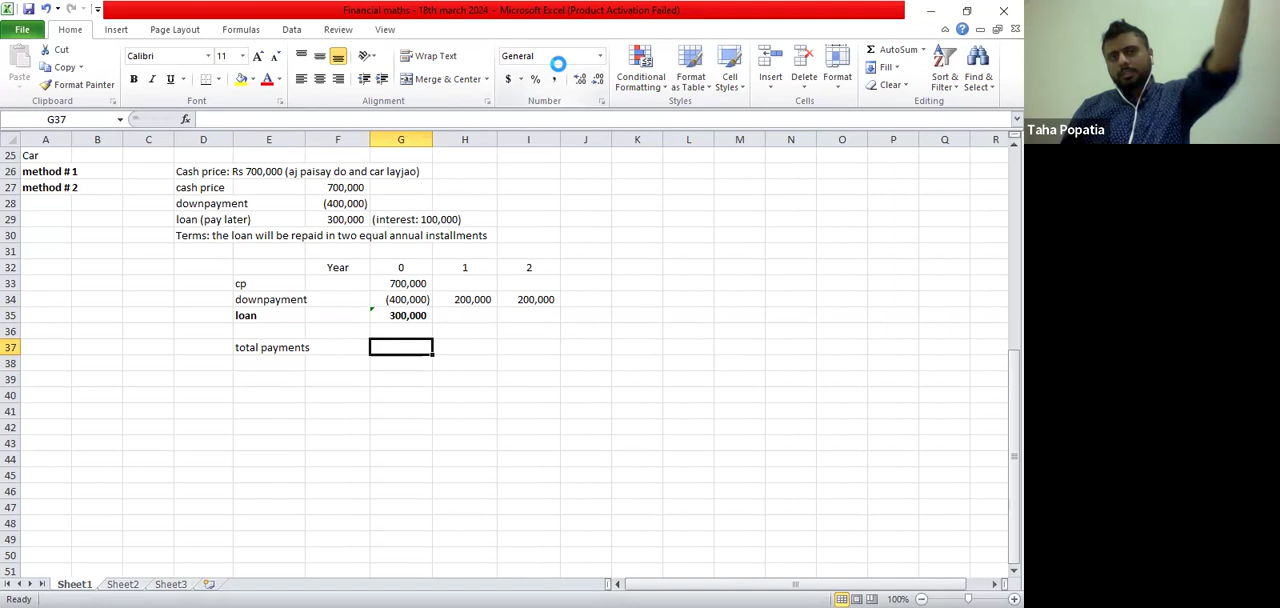 Financial maths - 18th march 2024 - Microsoft Excel (Product Activation Failed)
File Home Insert Page Layout Formulas Data Review View
Paste
Cut
Copy
Format Painter
Clipboard
Calibri 11
B I U A
Font
Wrap Text
Merge & Center
Alignment
General
$ % ,
Number
Conditional Formatting
Format as Table
Cell Styles
Styles
Insert Delete Format
Cells
AutoSum
Fill
Clear
Sort & Filter
Find & Select
Editing
Taha Popatia
G37 fx
A B C D E F G H I J K L M N O P Q R
25 Car
26 method # 1 Cash price: Rs 700,000 (aj paisay do and car layjao)
27 method # 2 cash price 700,000
28 downpayment (400,000)
29 loan (pay later) 300,000 (interest: 100,000)
30 Terms: the loan will be repaid in two equal annual installments
31
32 Year 0 1 2
33 cp 700,000
34 downpayment (400,000) 200,000 200,000
35 loan 300,000
36
37 total payments
38
39
40
41
42
43
44
45
46
47
48
49
50
51
Sheet1 Sheet2 Sheet3
Ready 100%